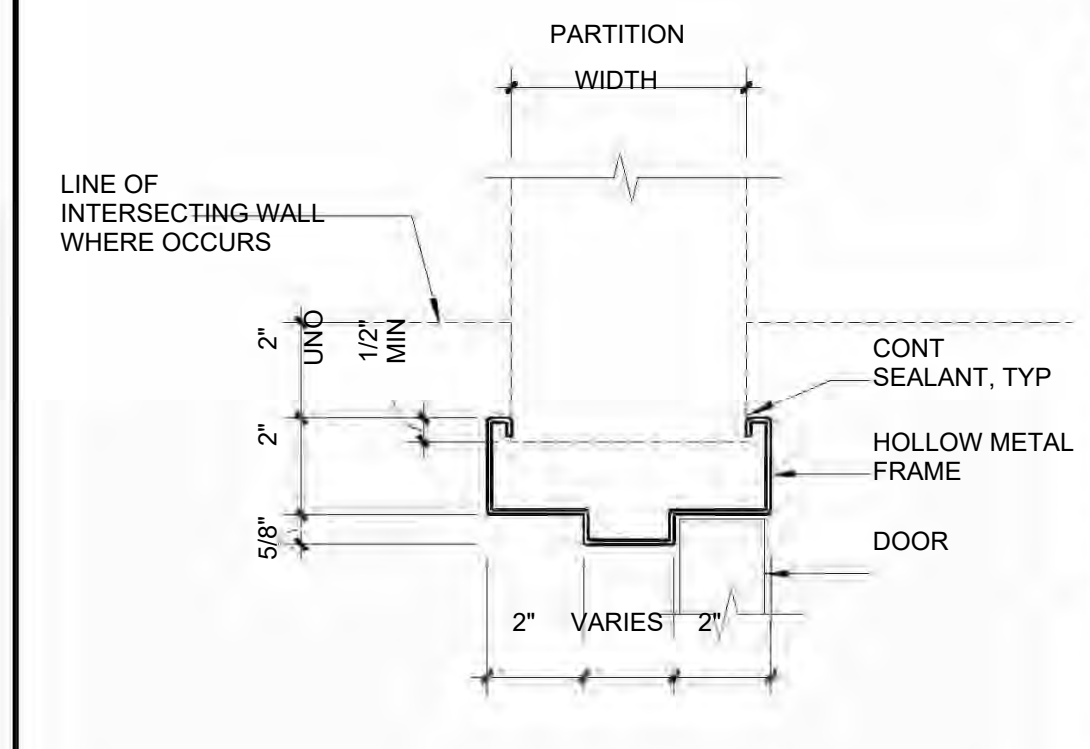 PARTITION
WIDTH
LINE OF
INTERSECTING WALL
WHERE OCCURS
2"
UNO
1/2"
MIN
2"
5/8"
CONT
SEALANT, TYP
HOLLOW METAL
FRAME
DOOR
2" VARIES 2"